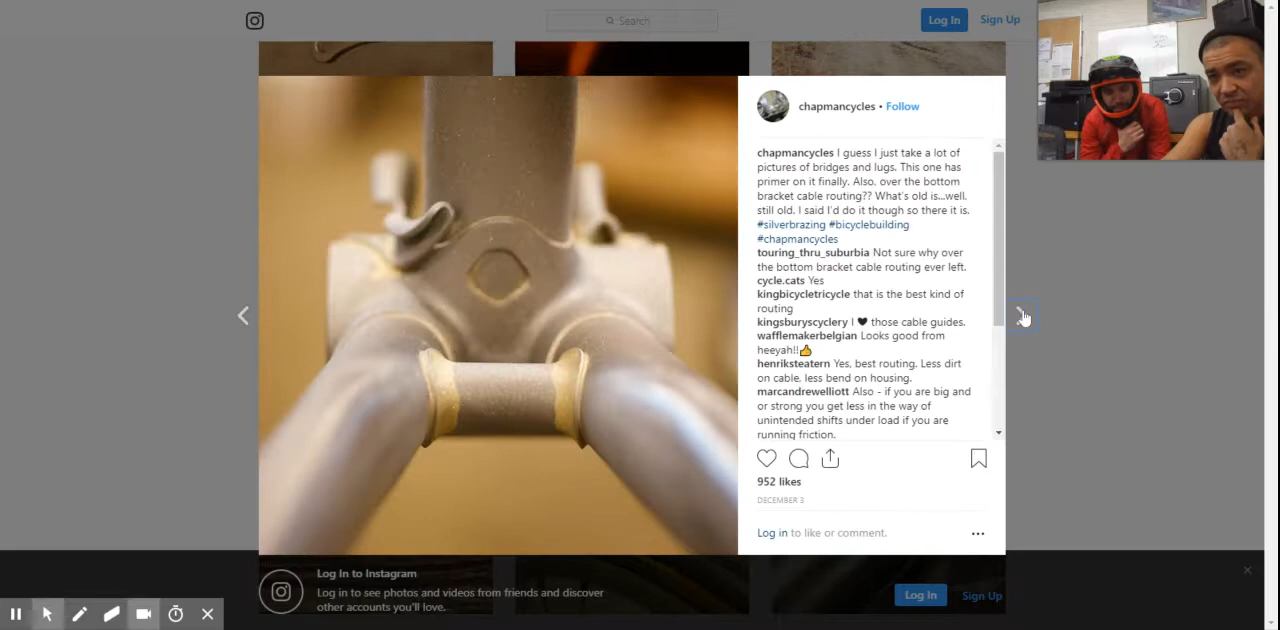 Search
Log In
Sign Up
chapmancycles • Follow
chapmancycles I guess I just take a lot of
pictures of bridges and lugs. This one has
primer on it finally. Also, over the bottom
bracket cable routing?? What's old is...well,
still old. I said I'd do it though so there it is.
#silverbrazing #bicyclebuilding
#chapmancycles
touring_thru_suburbia Not sure why over
the bottom bracket cable routing ever left.
cycle.cats Yes
kingbicycletricycle that is the best kind of
routing
kingsburyscyclery I ♥ those cable guides.
wafflemakerbelgian Looks good from
heeyah!!👍
henriksteatern Yes, best routing. Less dirt
on cable, less bend on housing.
marcandrewelliott Also - if you are big and
or strong you get less in the way of
unintended shifts under load if you are
running friction.
952 likes
DECEMBER 3
Log in to like or comment.
Log In to Instagram
Log in to see photos and videos from friends and discover
other accounts you'll love.
Log In
Sign Up